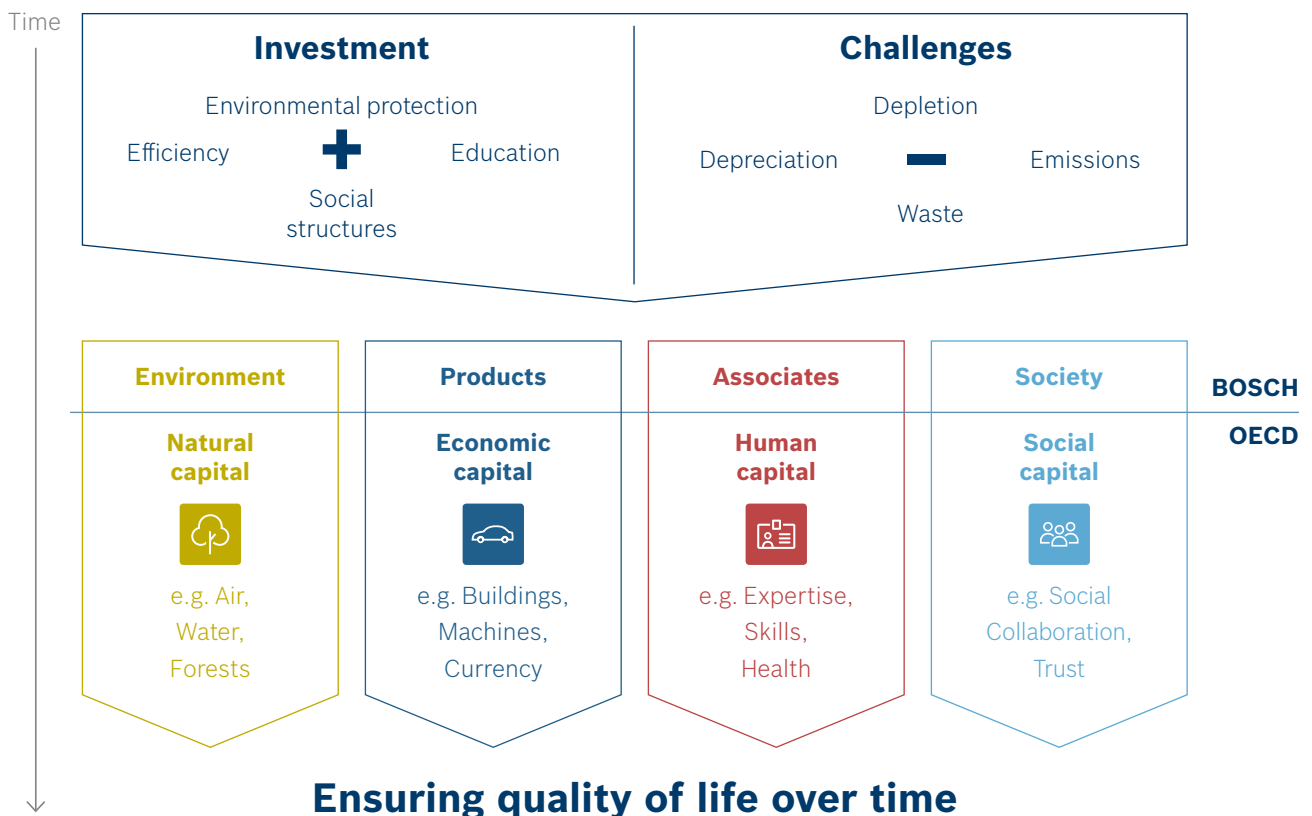 Time
Investment
Environmental protection
Efficiency
+
Education
Social
structures
Challenges
Depletion
Depreciation
–
Emissions
Waste
Environment
Products
Associates
Society
BOSCH
OECD
Natural
capital
e.g. Air,
Water,
Forests
Economic
capital
e.g. Buildings,
Machines,
Currency
Human
capital
e.g. Expertise,
Skills,
Health
Social
capital
e.g. Social
Collaboration,
Trust
Ensuring quality of life over time